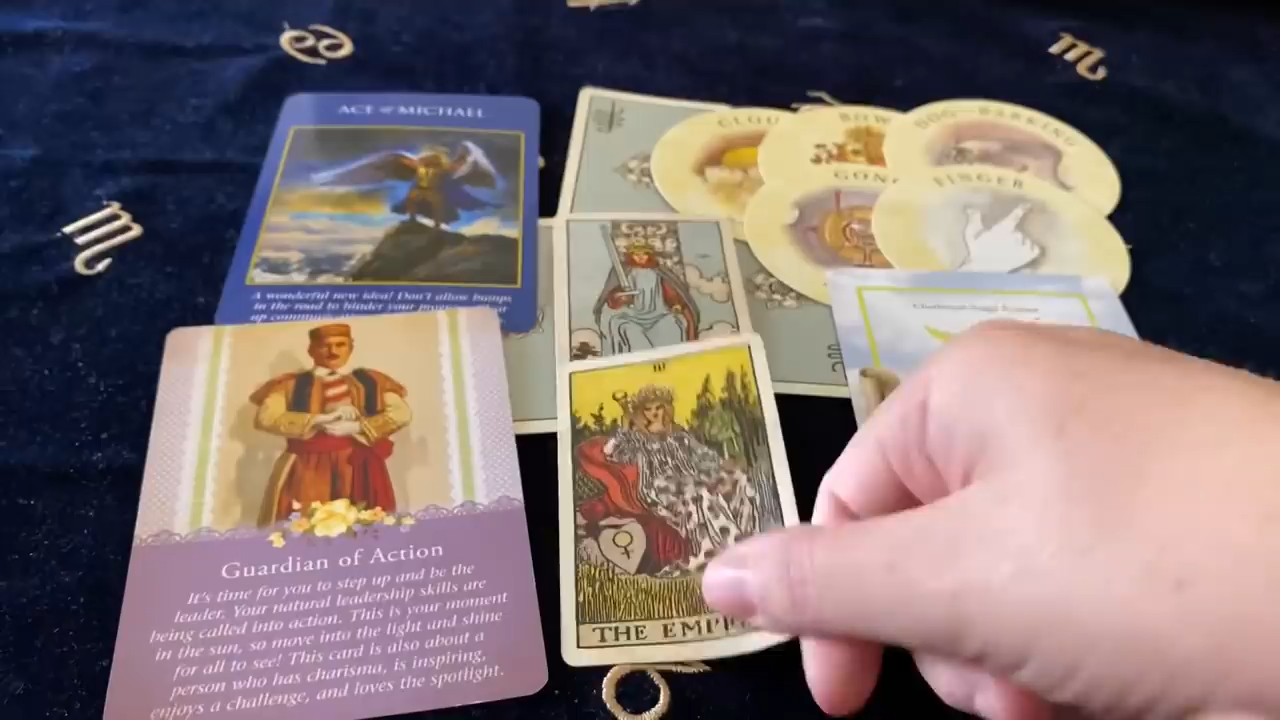 ACE of MICHAEL
A wonderful new idea! Don't allow bumps
in the road to hinder your
up
CLOU
BOW
DOG - BARKING
GONG
FINGER
III
THE EMPR
Guardian of Action
It's time for you to step up and be the
leader. Your natural leadership skills are
being called into action. This is your moment
in the sun, so move into the light and shine
for all to see! This card is also about a
person who has charisma, is inspiring,
enjoys a challenge, and loves the spotlight.